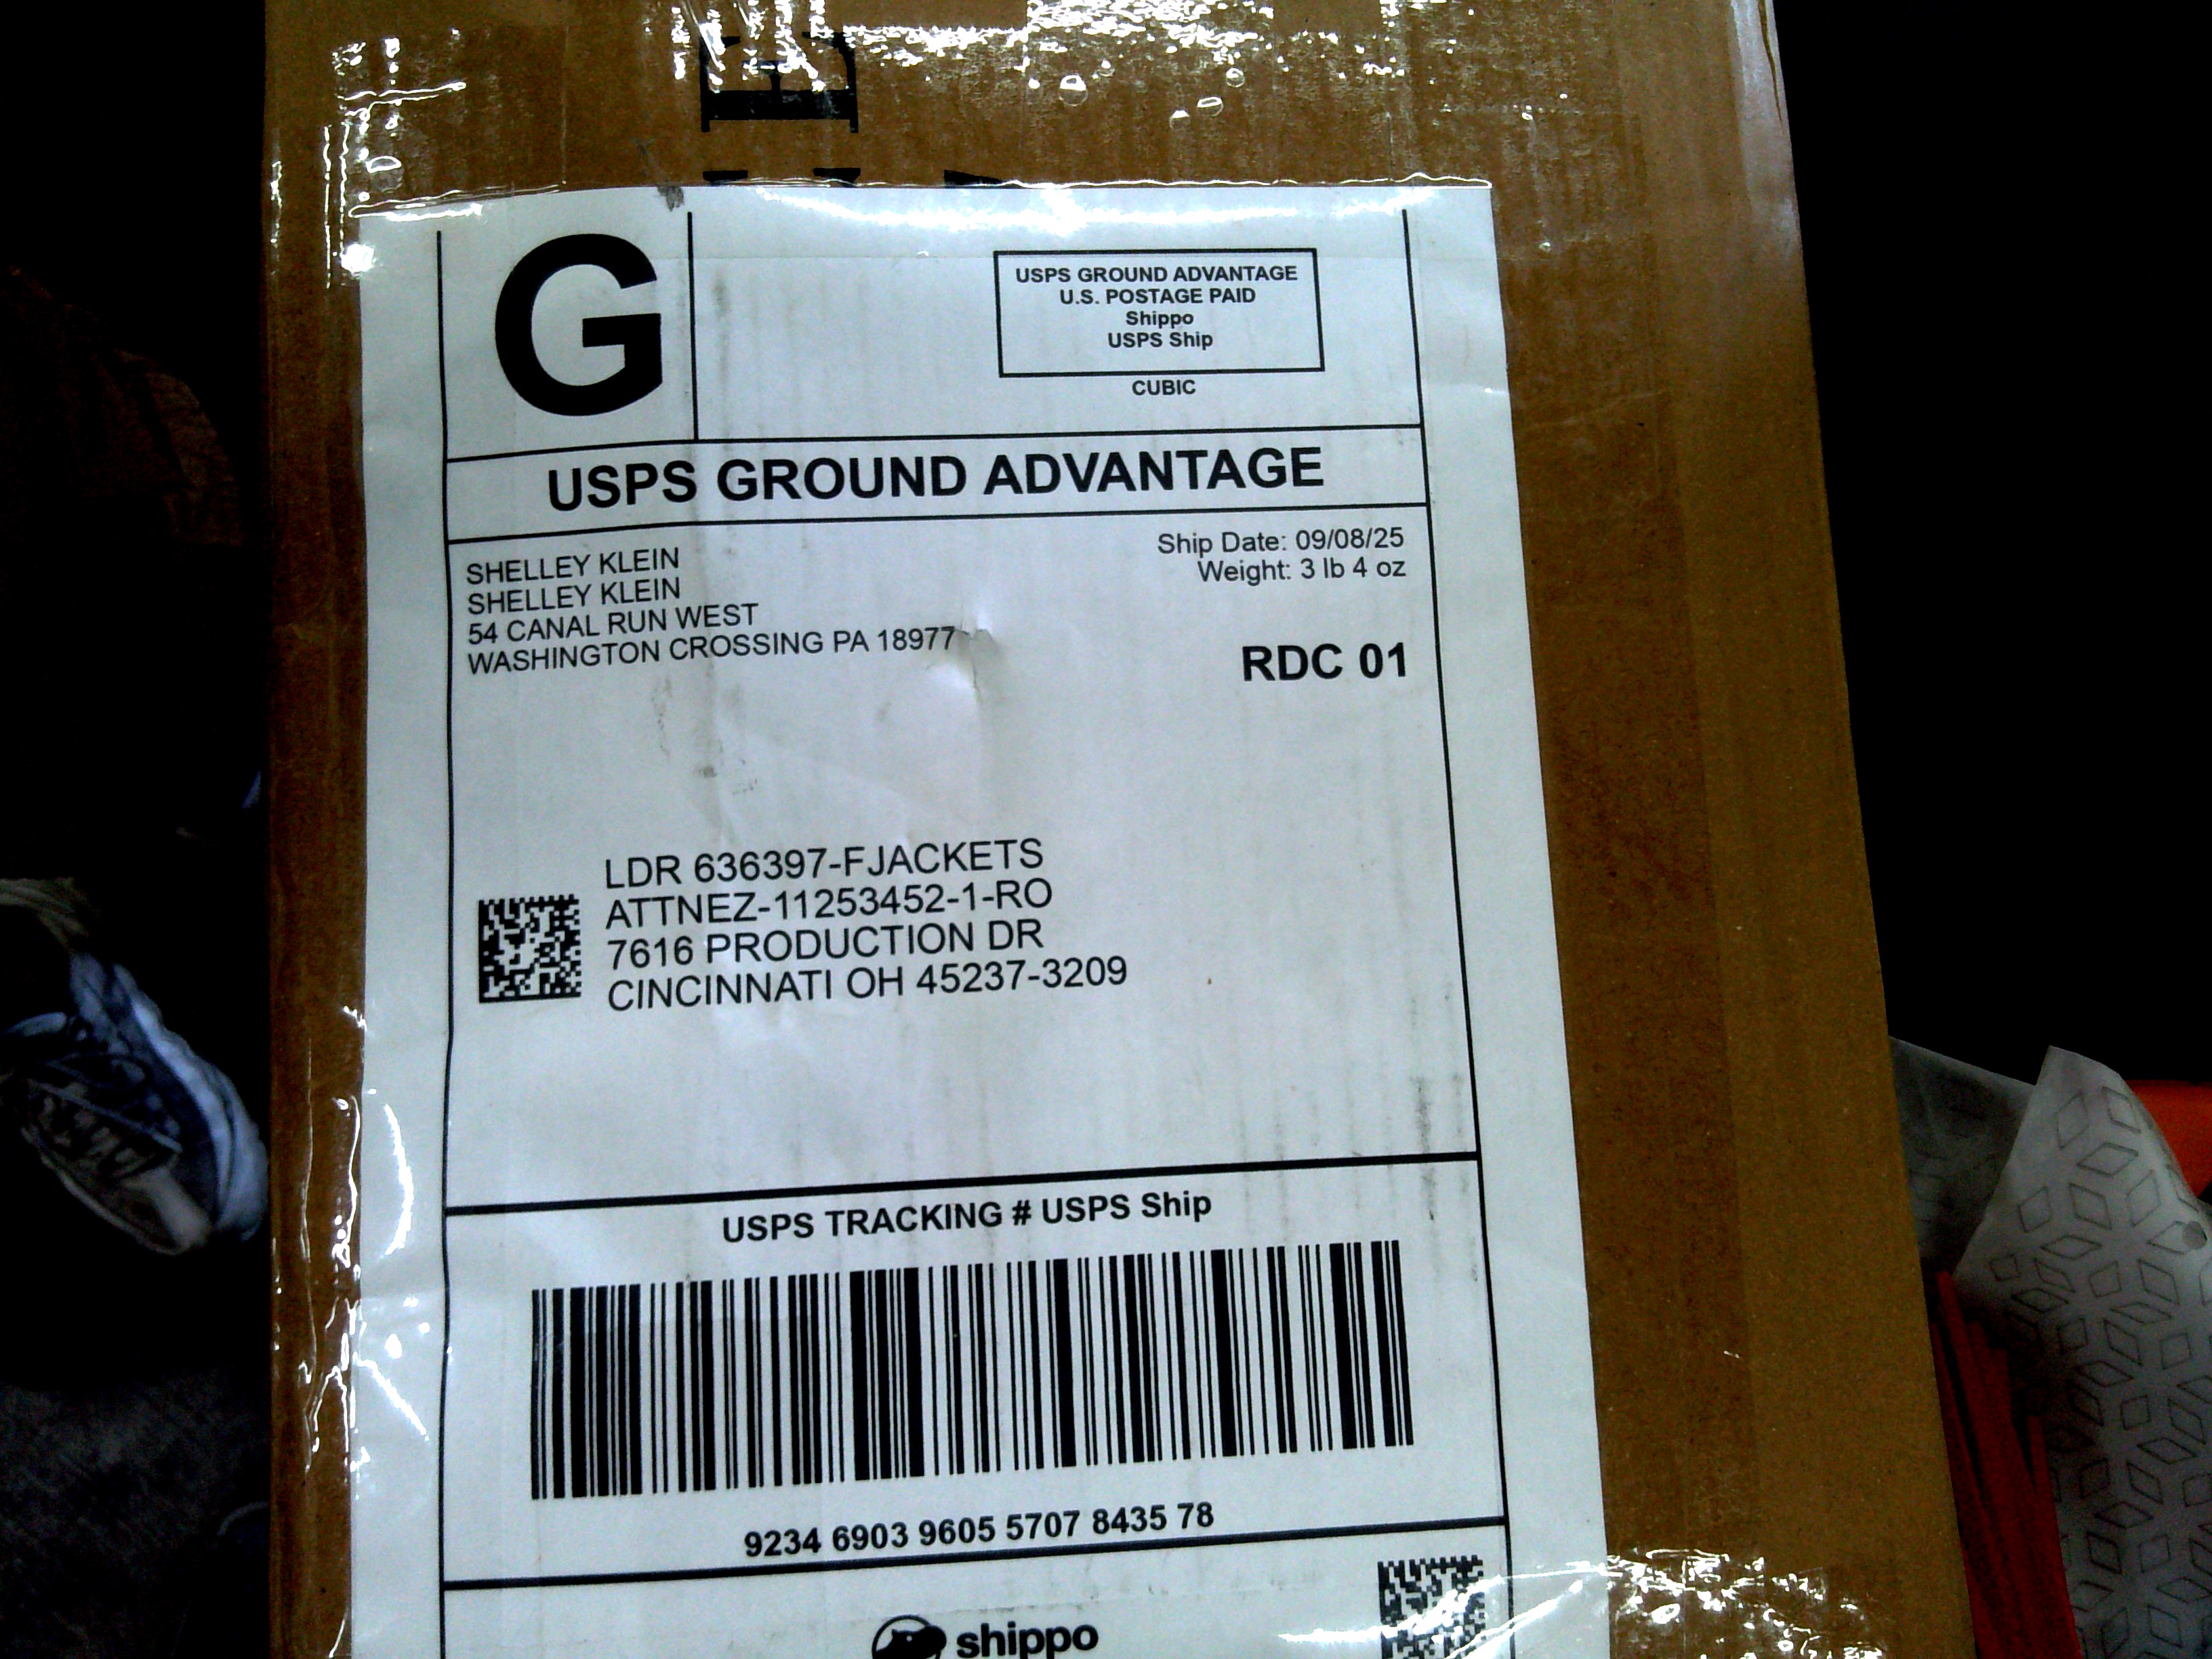 G
USPS GROUND ADVANTAGE
U.S. POSTAGE PAID
Shippo
USPS Ship
CUBIC
USPS GROUND ADVANTAGE
SHELLEY KLEIN
SHELLEY KLEIN
54 CANAL RUN WEST
WASHINGTON CROSSING PA 18977
Ship Date: 09/08/25
Weight: 3 lb 4 oz
RDC 01
LDR 636397-FJACKETS
ATTNEZ-11253452-1-RO
7616 PRODUCTION DR
CINCINNATI OH 45237-3209
USPS TRACKING # USPS Ship
9234 6903 9605 5707 8435 78
shippo